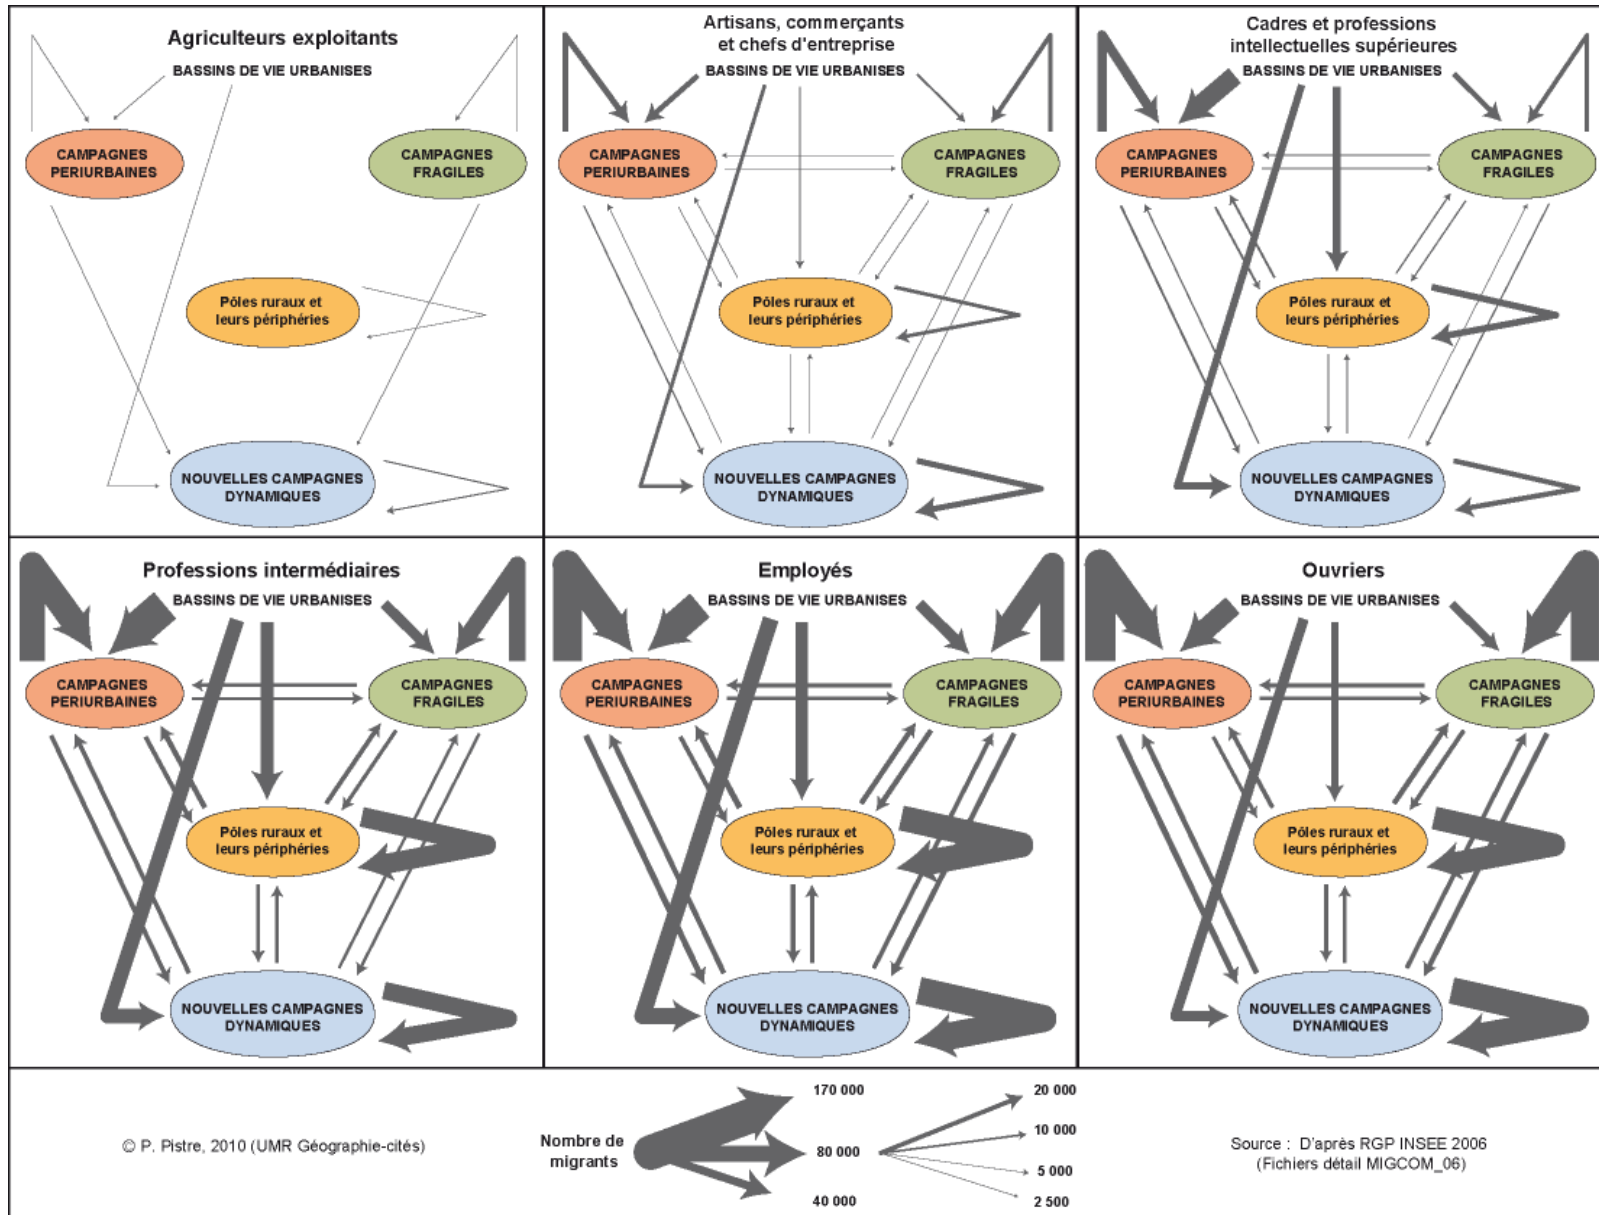 Agriculteurs exploitants
BASSINS DE VIE URBANISES
CAMPAGNES
PERIURBAINES
CAMPAGNES
FRAGILES
Pôles ruraux et
leurs périphéries
NOUVELLES CAMPAGNES
DYNAMIQUES
Artisans, commerçants
et chefs d'entreprise
BASSINS DE VIE URBANISES
CAMPAGNES
PERIURBAINES
CAMPAGNES
FRAGILES
Pôles ruraux et
leurs périphéries
NOUVELLES CAMPAGNES
DYNAMIQUES
Cadres et professions
intellectuelles supérieures
BASSINS DE VIE URBANISES
CAMPAGNES
PERIURBAINES
CAMPAGNES
FRAGILES
Pôles ruraux et
leurs périphéries
NOUVELLES CAMPAGNES
DYNAMIQUES
Professions intermédiaires
BASSINS DE VIE URBANISES
CAMPAGNES
PERIURBAINES
CAMPAGNES
FRAGILES
Pôles ruraux et
leurs périphéries
NOUVELLES CAMPAGNES
DYNAMIQUES
Employés
BASSINS DE VIE URBANISES
CAMPAGNES
PERIURBAINES
CAMPAGNES
FRAGILES
Pôles ruraux et
leurs périphéries
NOUVELLES CAMPAGNES
DYNAMIQUES
Ouvriers
BASSINS DE VIE URBANISES
CAMPAGNES
PERIURBAINES
CAMPAGNES
FRAGILES
Pôles ruraux et
leurs périphéries
NOUVELLES CAMPAGNES
DYNAMIQUES
© P. Pistre, 2010 (UMR Géographie-cités)
Nombre de
migrants
170 000
80 000
40 000
20 000
10 000
5 000
2 500
Source : D'après RGP INSEE 2006
(Fichiers détail MIGCOM_06)